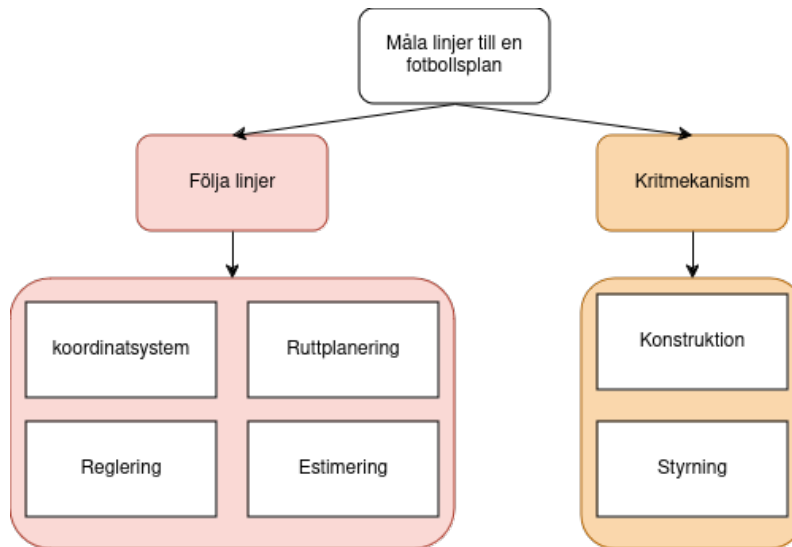 Måla linjer till en
fotbollsplan
Följa linjer
Kritmekanism
koordinatsystem
Ruttplanering
Konstruktion
Reglering
Estimering
Styrning